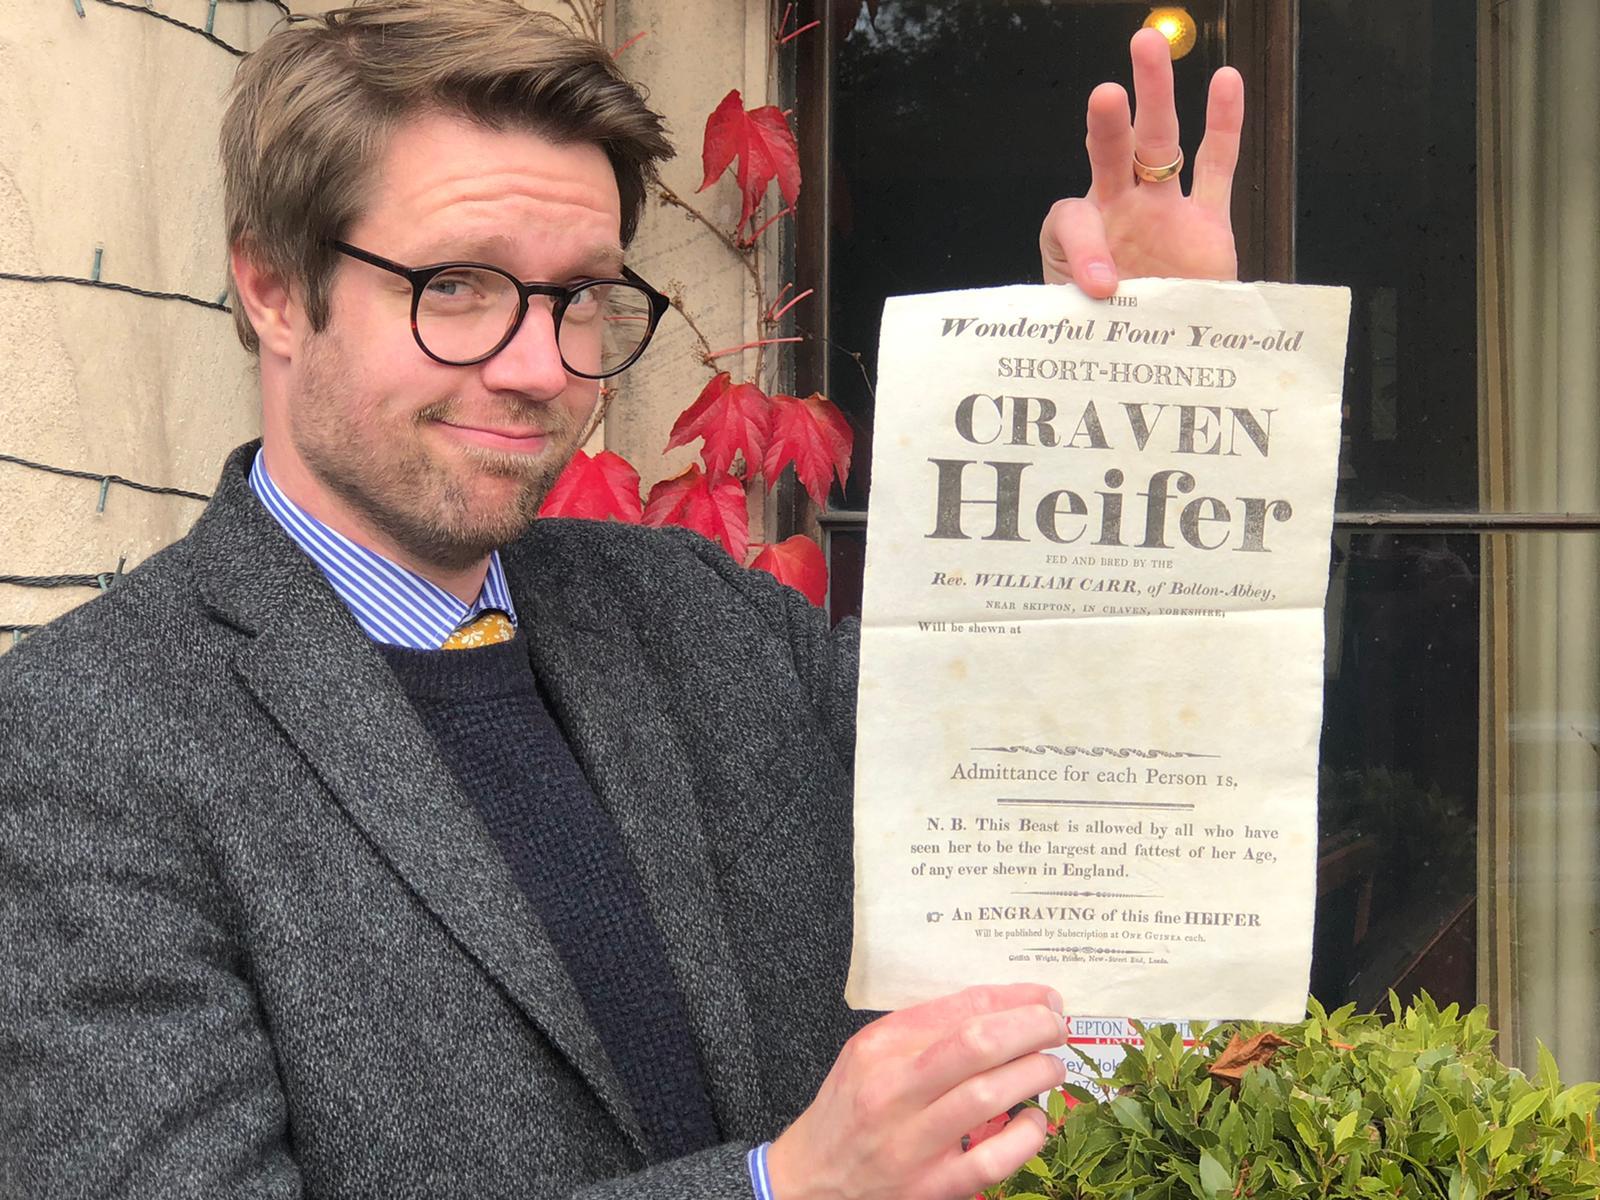 THE
Wonderful Four Year-old
SHORT-HORNED
CRAVEN
Heifer
FED AND BRED BY THE
Rev. WILLIAM CARR, of Bolton-Abbey,
NEAR SKIPTON, IN CRAVEN, YORKSHIRE;
Will be shewn at
Admittance for each Person 1s.
N. B. This Beast is allowed by all who have
seen her to be the largest and fattest of her Age,
of any ever shewn in England.
☞ An ENGRAVING of this fine HEIFER
Will be published by Subscription at ONE GUINEA each.
Griffith Wright, Printer, New-Street End, Leeds.
REPTON